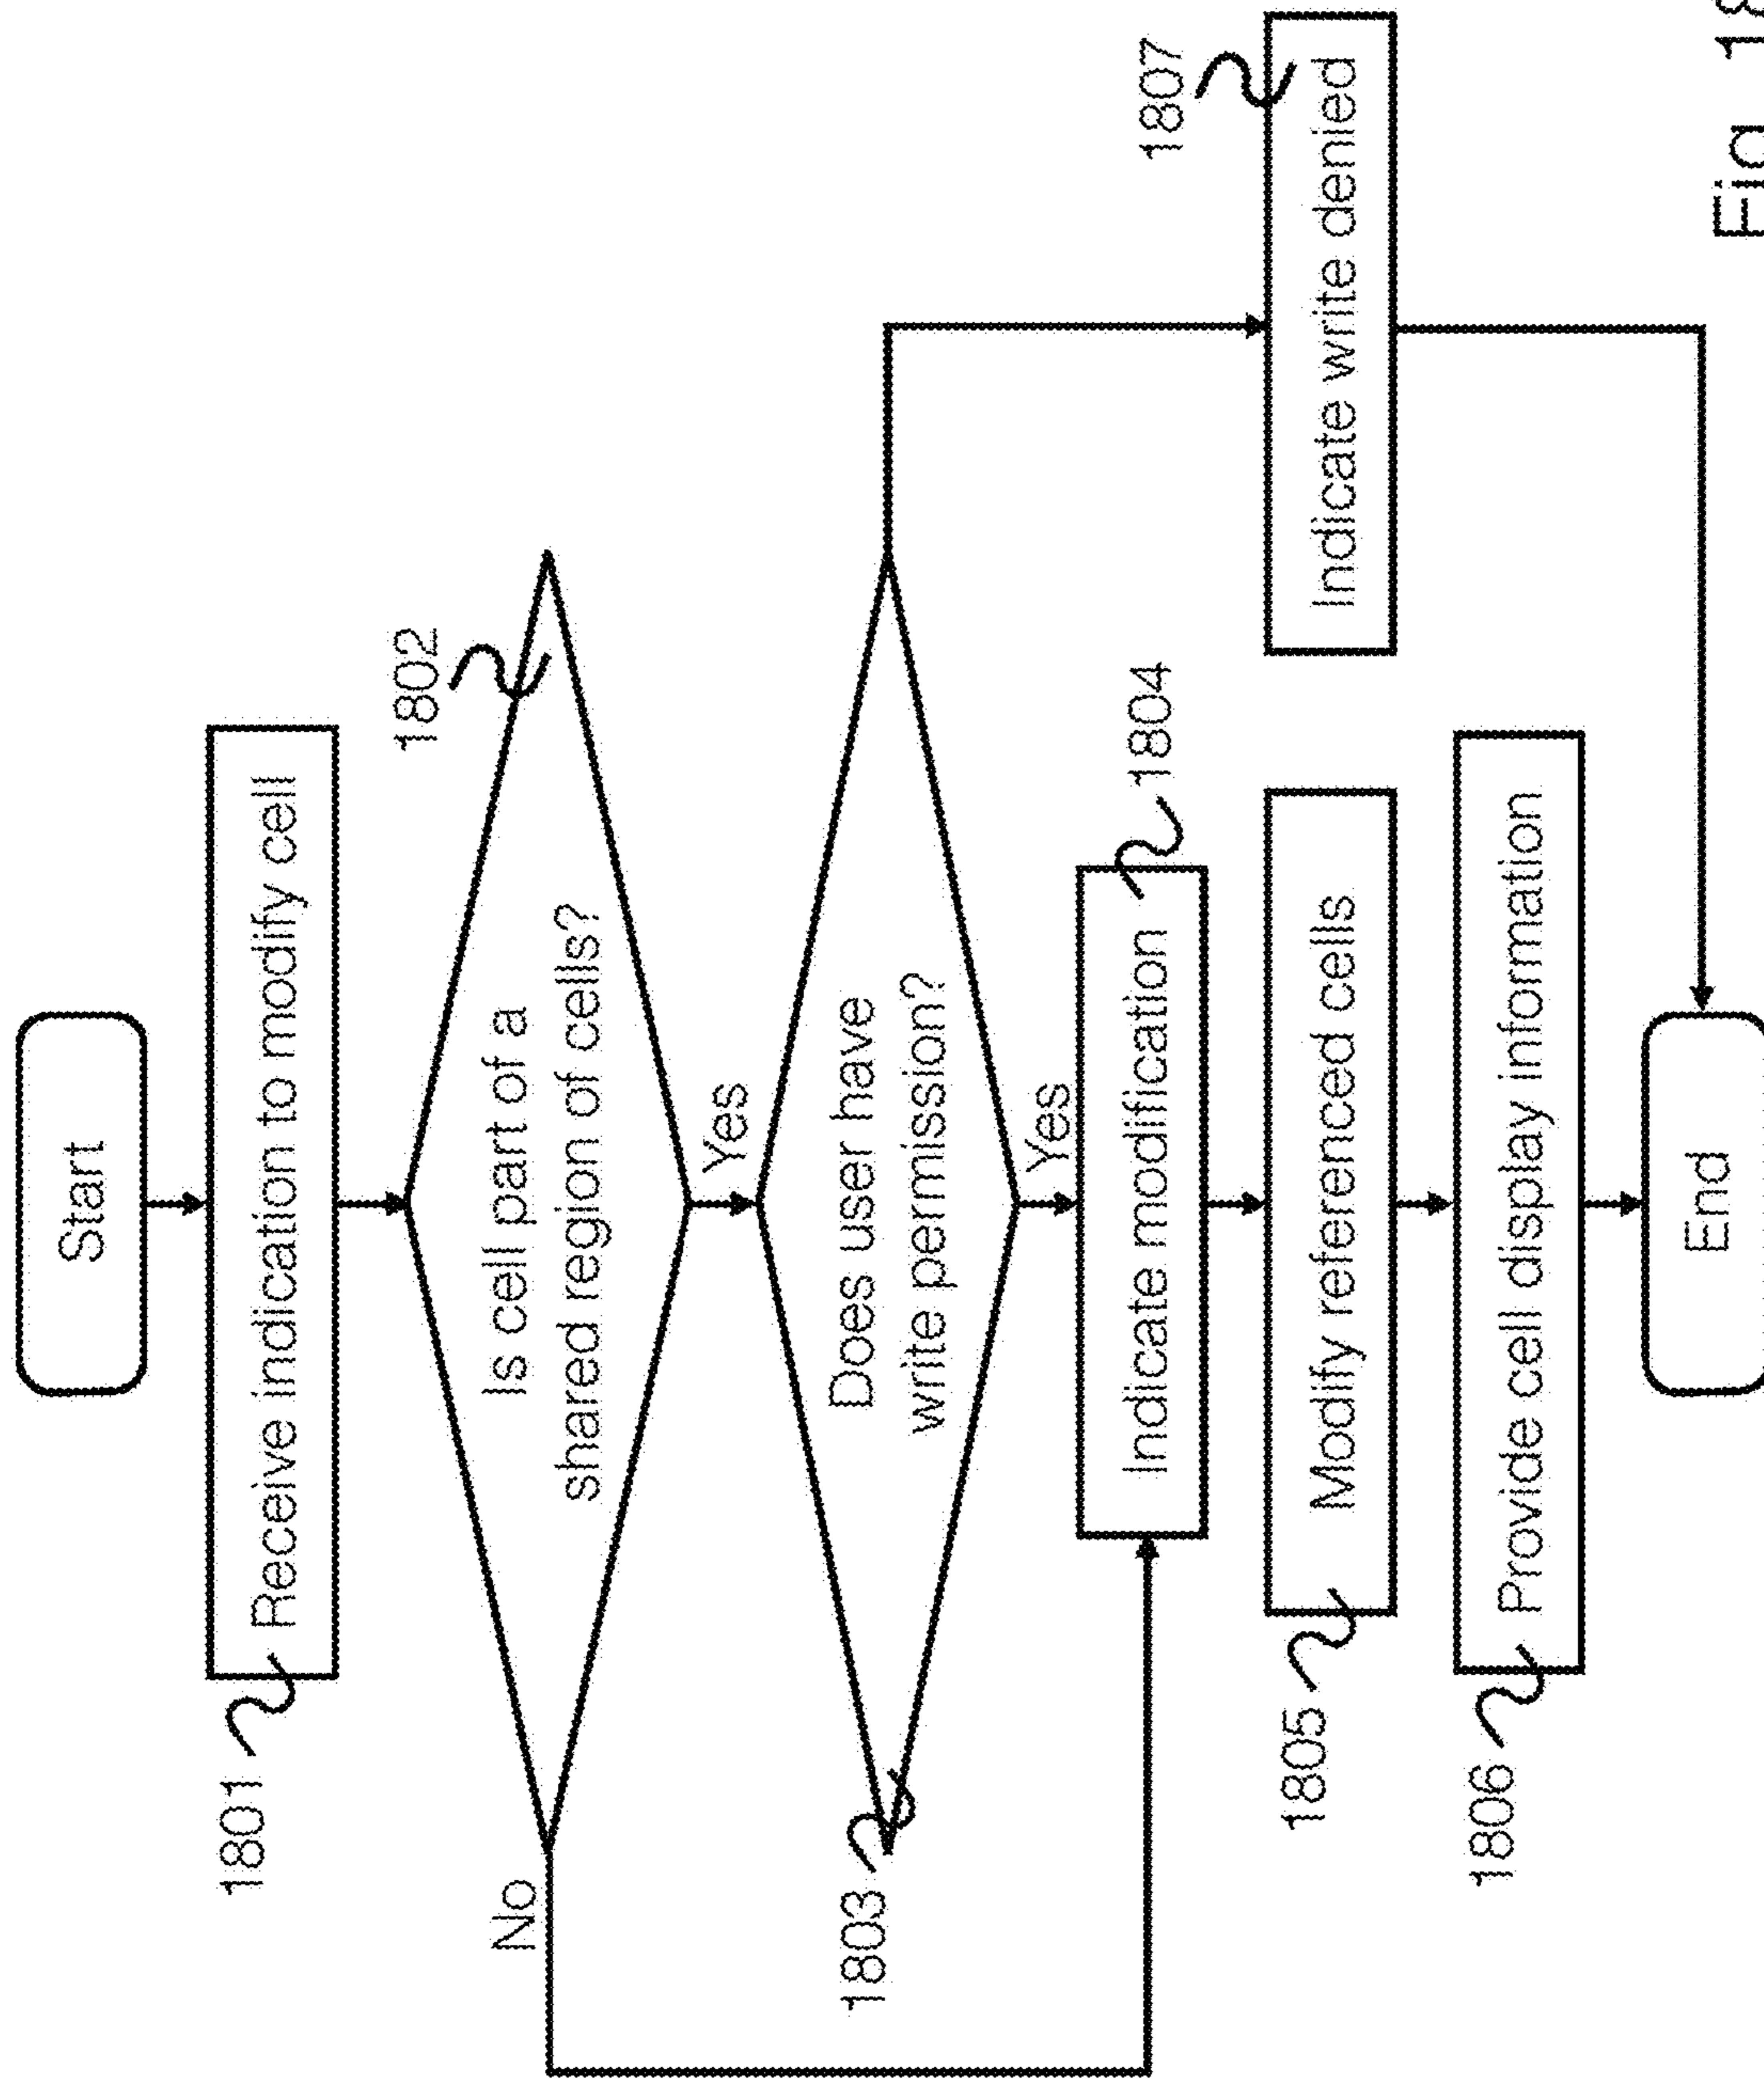 Start
1801
Receive indication to modify cell
1802
Is cell part of a
shared region of cells?
No
Yes
1803
Does user have
write permission?
Yes
1804
Indicate modification
1807
Indicate write denied
1805
Modify referenced cells
1806
Provide cell display information
End
Fig. 18